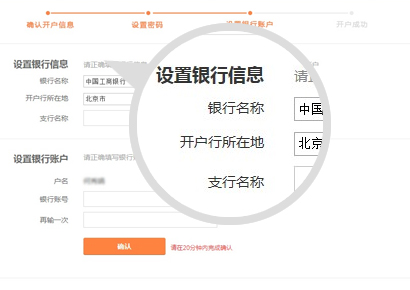 确认开户信息 设置密码 设置银行账户 开户成功
设置银行信息 请正确
银行名称 中国工商银行
开户行所在地 北京市
支行名称
设置银行信息 请正
银行名称 中国
开户行所在地 北京
支行名称
设置银行账户 请正确填写银行
户名
银行账号
再输一次
确认 请在20分钟内完成确认